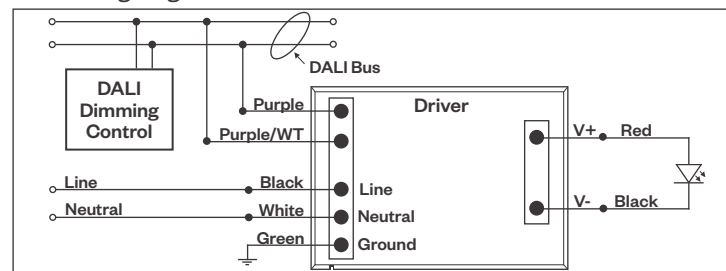 DALI Bus
DALI
Dimming
Control
Driver
Purple
Purple/WT
V+ Red
Line Black Line
Neutral White Neutral
V- Black
Green Ground